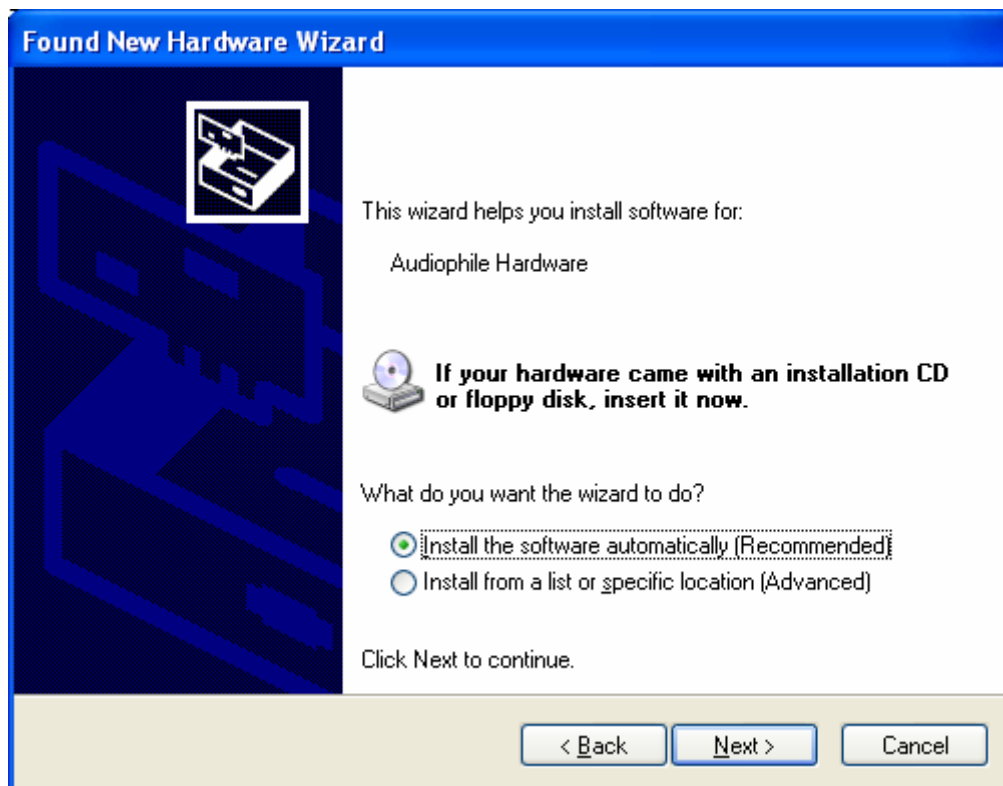 Found New Hardware Wizard
This wizard helps you install software for:
Audiophile Hardware
If your hardware came with an installation CD
or floppy disk, insert it now.
What do you want the wizard to do?
Install the software automatically (Recommended)
Install from a list or specific location (Advanced)
Click Next to continue.
< Back Next > Cancel